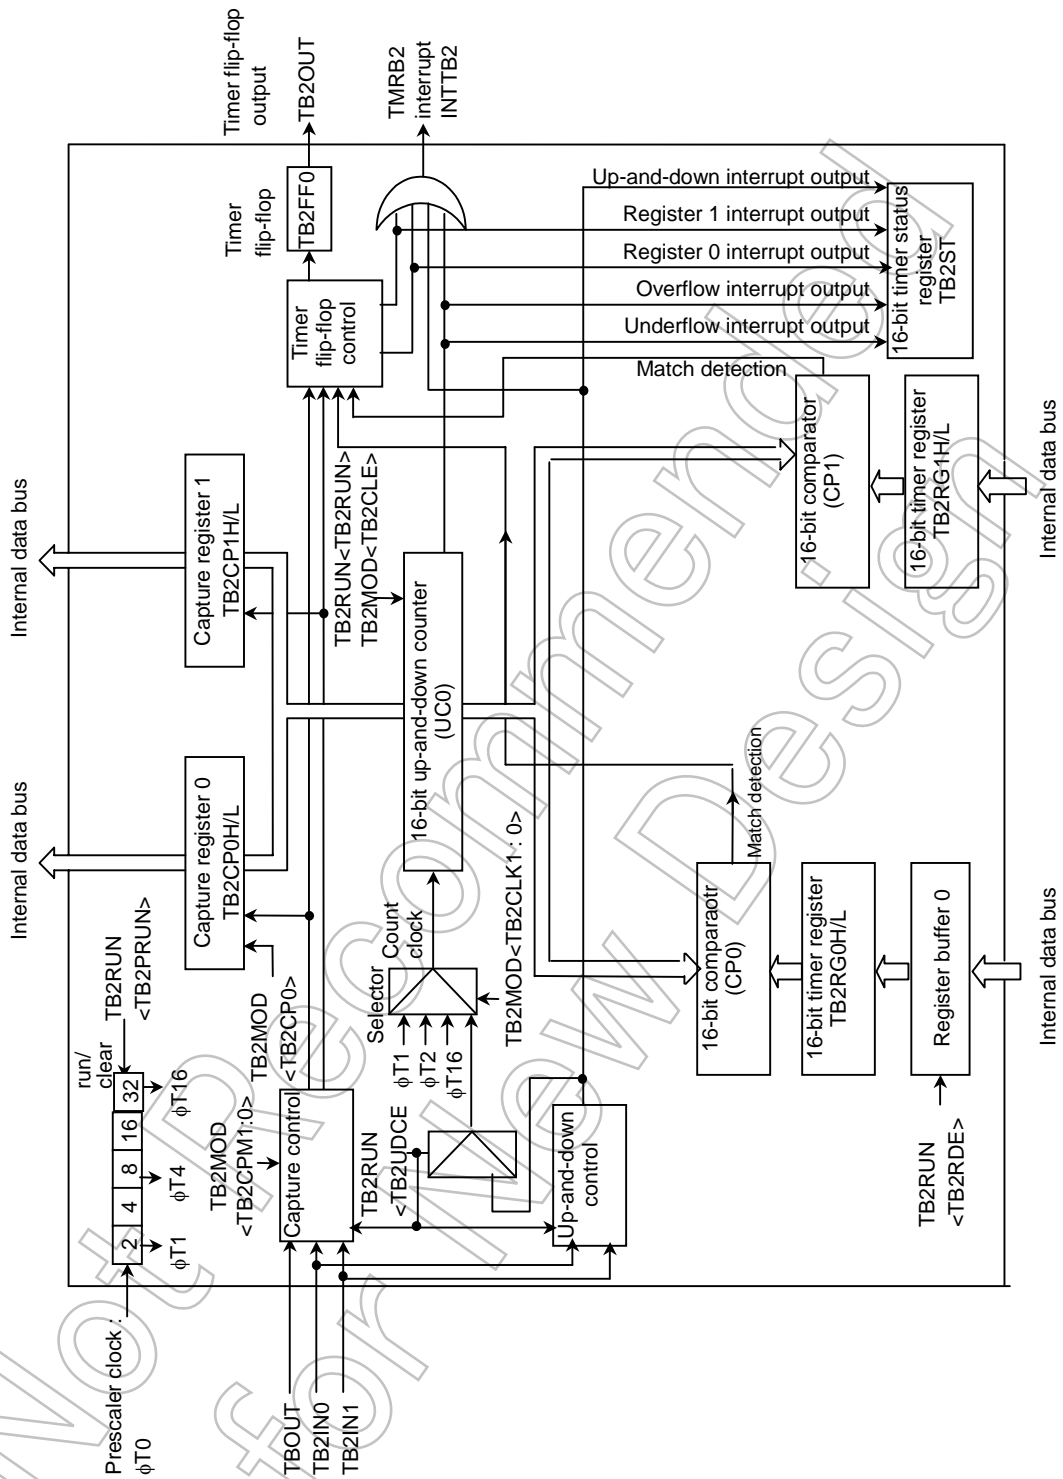 Prescaler clock :
ϕT0
2
4
8
16
32
run/
clear
TB2RUN
<TB2PRUN>
ϕT1
ϕT4
ϕT16
Internal data bus
Internal data bus
Capture register 0
TB2CP0H/L
Capture register 1
TB2CP1H/L
TB2MOD
<TB2CPM1:0>
TB2MOD
<TB2CP0>
TBOUT
TB2IN0
TB2IN1
Capture control
TB2RUN<TB2RUN>
TB2MOD<TB2CLE>
Timer
flip-flop
control
Timer
flip-flop
TB2FF0
Timer flip-flop
output
TB2OUT
TMRB2
interrupt
INTTB2
TB2RUN
<TB2UDCE
Selector
ϕT1
ϕT2
ϕT16
Count
clock
TB2MOD<TB2CLK1 : 0>
16-bit up-and-down counter
(UC0)
Up-and-down
control
Up-and-down interrupt output
Register 1 interrupt output
Register 0 interrupt output
Overflow interrupt output
Underflow interrupt output
Match detection
16-bit timer status
register
TB2ST
Match detection
16-bit comparaotr
(CP0)
16-bit comparator
(CP1)
16-bit timer register
TB2RG0H/L
16-bit timer register
TB2RG1H/L
Register buffer 0
TB2RUN
<TB2RDE>
Internal data bus
Internal data bus
Not Recommended
for New Design